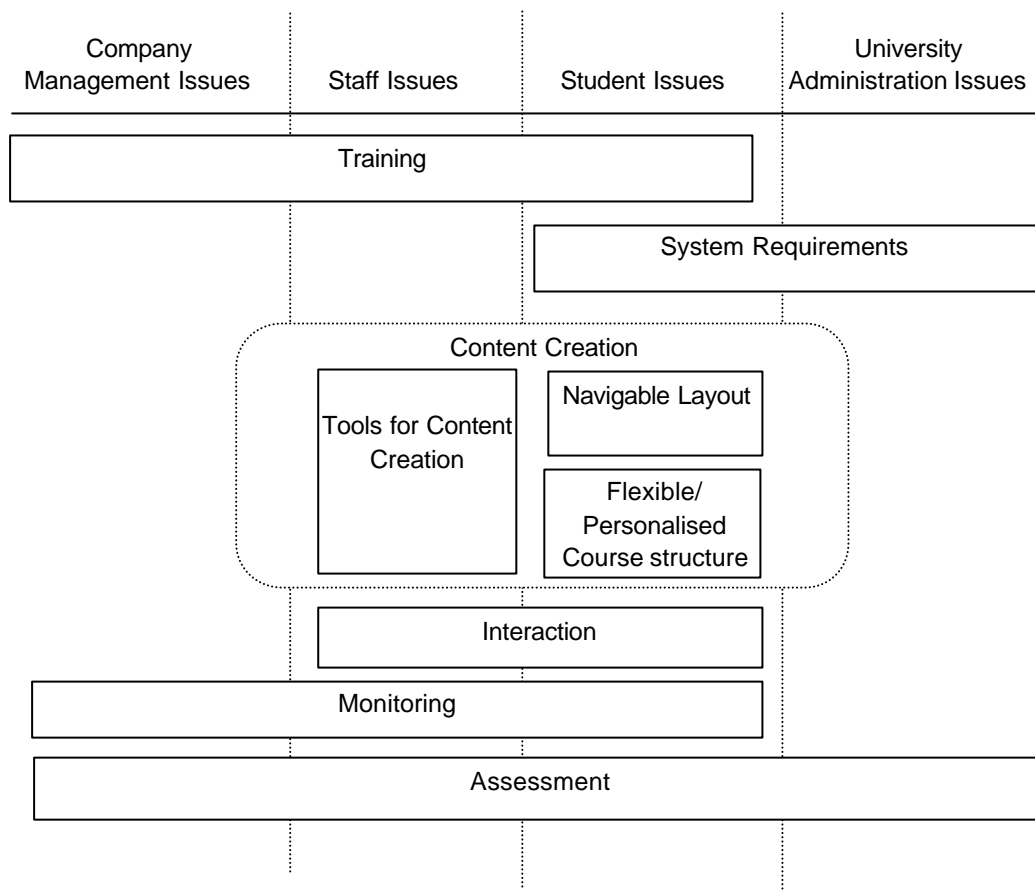 Company
Management Issues
Staff Issues
Student Issues
University
Administration Issues
Training
System Requirements
Content Creation
Tools for Content
Creation
Navigable Layout
Flexible/
Personalised
Course structure
Interaction
Monitoring
Assessment